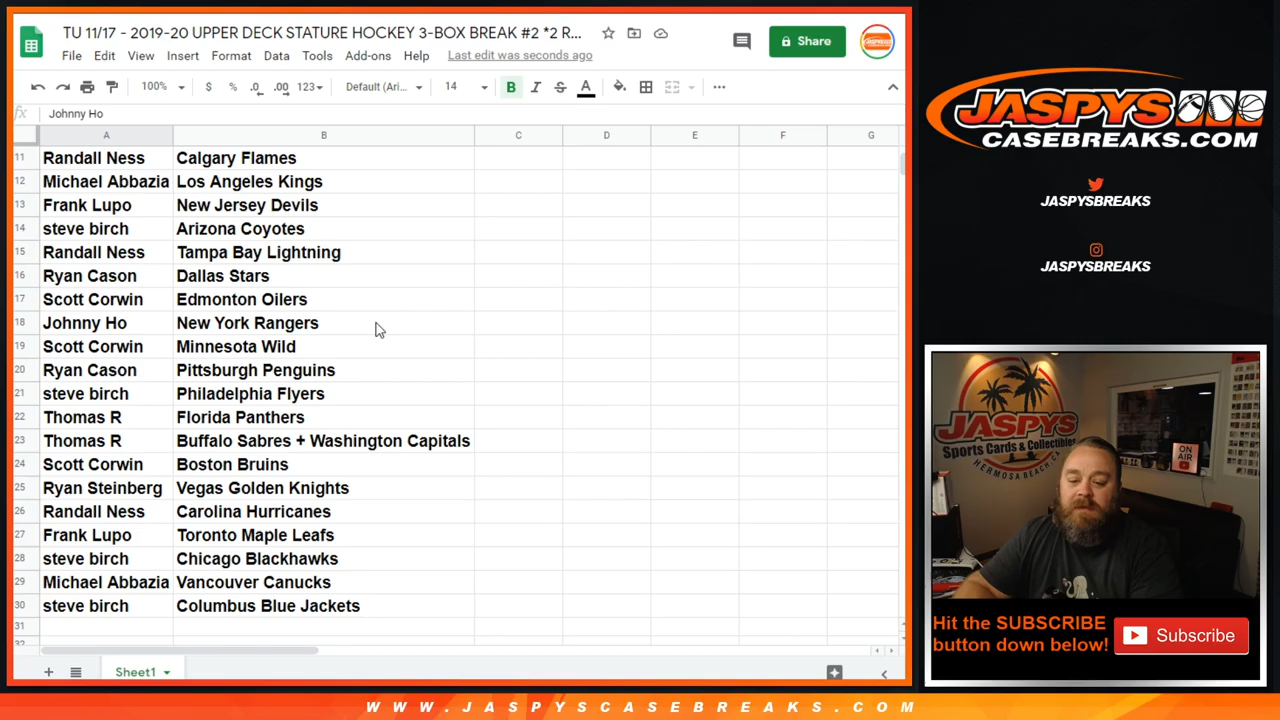 TU 11/17 - 2019-20 UPPER DECK STATURE HOCKEY 3-BOX BREAK #2 *2 R...
File Edit View Insert Format Data Tools Add-ons Help Last edit was seconds ago
Share
100% $ % .0 .00 123 Default (Ari... 14 B I S A
fx Johnny Ho
A B C D E F G
11 Randall Ness Calgary Flames
12 Michael Abbazia Los Angeles Kings
13 Frank Lupo New Jersey Devils
14 steve birch Arizona Coyotes
15 Randall Ness Tampa Bay Lightning
16 Ryan Cason Dallas Stars
17 Scott Corwin Edmonton Oilers
18 Johnny Ho New York Rangers
19 Scott Corwin Minnesota Wild
20 Ryan Cason Pittsburgh Penguins
21 steve birch Philadelphia Flyers
22 Thomas R Florida Panthers
23 Thomas R Buffalo Sabres + Washington Capitals
24 Scott Corwin Boston Bruins
25 Ryan Steinberg Vegas Golden Knights
26 Randall Ness Carolina Hurricanes
27 Frank Lupo Toronto Maple Leafs
28 steve birch Chicago Blackhawks
29 Michael Abbazia Vancouver Canucks
30 steve birch Columbus Blue Jackets
31
32
Sheet1
JASPYS
CASEBREAKS.COM
JASPYSBREAKS
JASPYSBREAKS
JASPYS
Sports Cards & Collectibles
HERMOSA BEACH, CA
ON
AIR
Hit the SUBSCRIBE
button down below!
Subscribe
WWW.JASPYSCASEBREAKS.COM